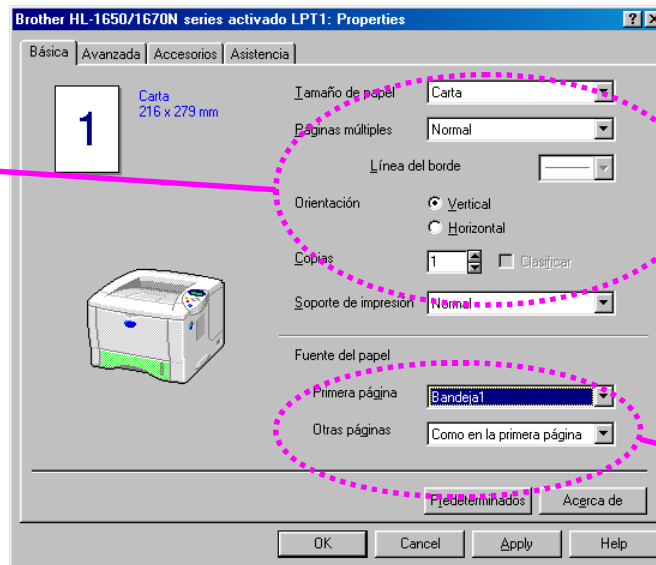 Brother HL-1650/1670N series activado LPT1: Properties
Básica Avanzada Accesorios Asistencia
1
Carta
216 x 279 mm
Tamaño de papel Carta
Páginas múltiples Normal
Línea del borde
Orientación Vertical
Horizontal
Copias 1 Clasificar
Soporte de impresión Normal
Fuente del papel
Primera página Bandeja1
Otras páginas Como en la primera página
Predeterminados Acerca de
OK Cancel Apply Help